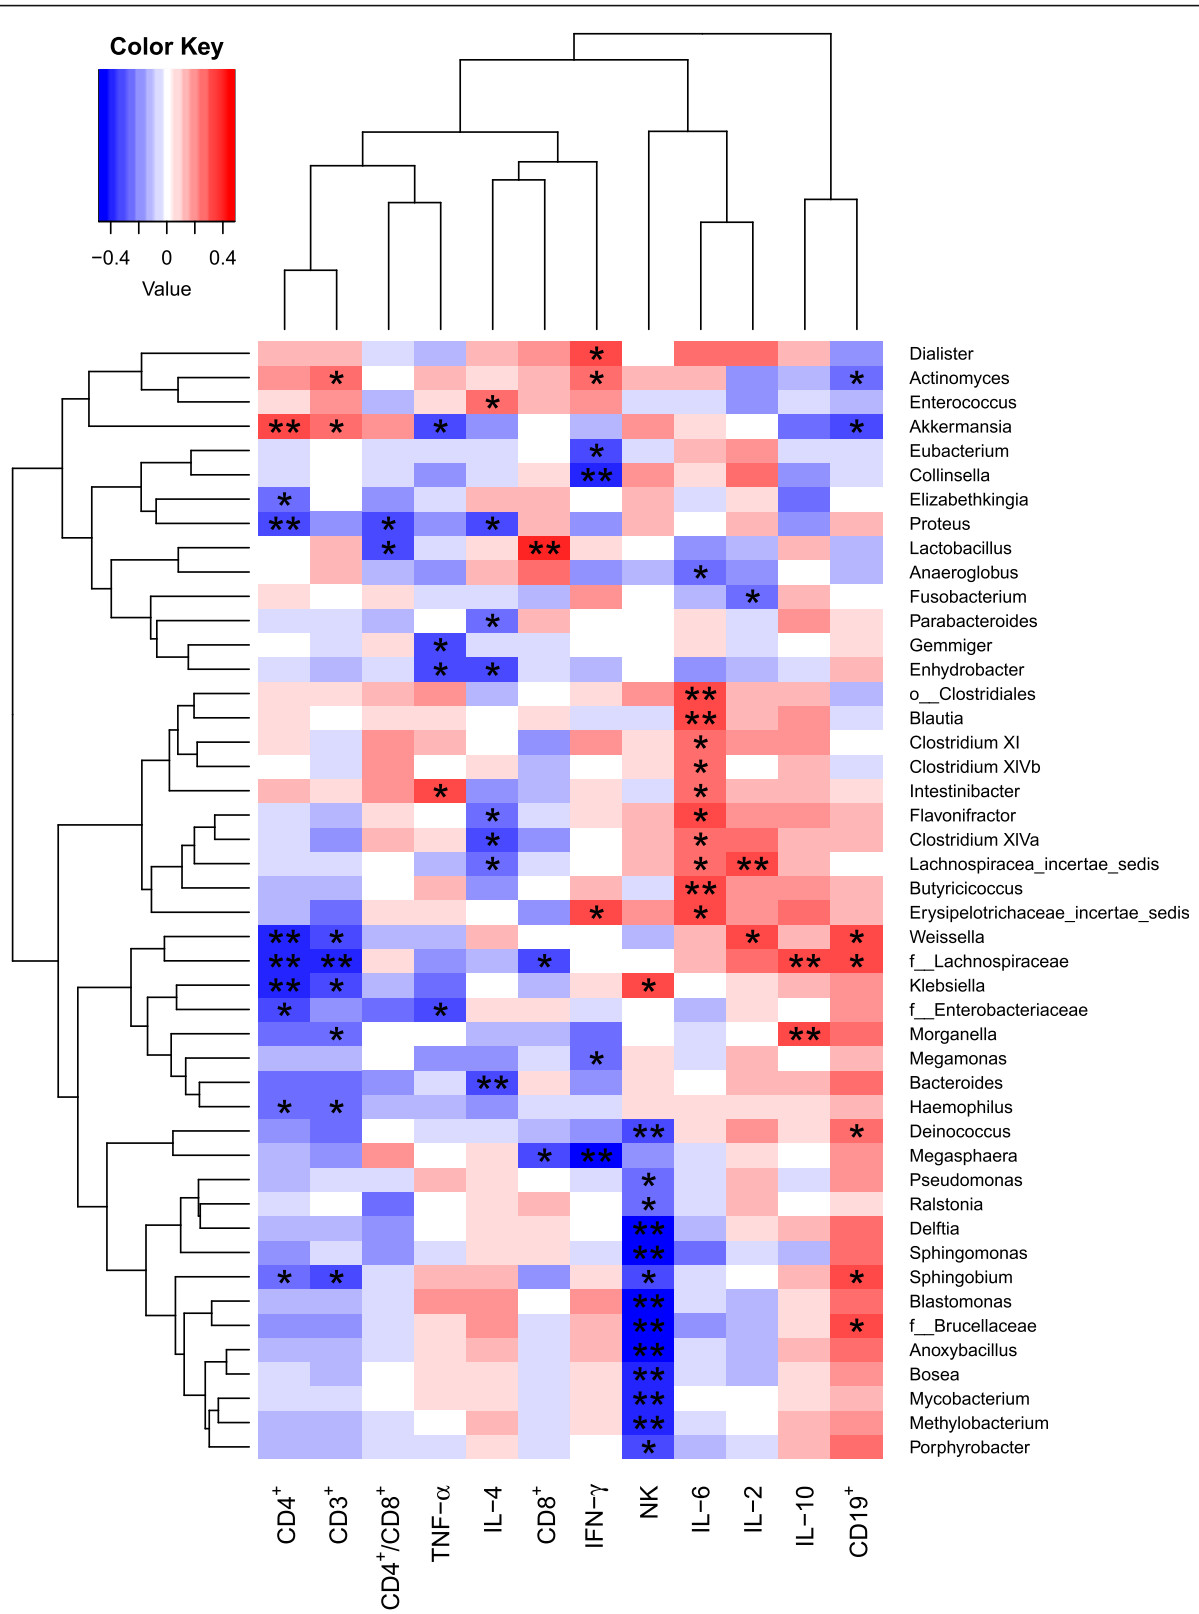 Color Key
−0.4 0 0.4
Value
* Dialister
* * * Actinomyces
* Enterococcus
** * * * Akkermansia
* Eubacterium
** Collinsella
* Elizabethkingia
** * * Proteus
* ** Lactobacillus
* Anaeroglobus
* Fusobacterium
* Parabacteroides
* Gemmiger
* * Enhydrobacter
** o__Clostridiales
** Blautia
* Clostridium XI
* Clostridium XIVb
* * Intestinibacter
* * Flavonifractor
* * Clostridium XIVa
* * ** Lachnospiracea_incertae_sedis
** Butyricicoccus
* * Erysipelotrichaceae_incertae_sedis
** * * * Weissella
** ** * ** * f__Lachnospiraceae
** * * Klebsiella
* * f__Enterobacteriaceae
* ** Morganella
* Megamonas
** Bacteroides
* * Haemophilus
** * Deinococcus
* ** Megasphaera
* Pseudomonas
* Ralstonia
** Delftia
** Sphingomonas
* * * * Sphingobium
** Blastomonas
** * f__Brucellaceae
** Anoxybacillus
** Bosea
** Mycobacterium
** Methylobacterium
* Porphyrobacter
CD4⁺ CD3⁺ CD4⁺/CD8⁺ TNF−α IL−4 CD8⁺ IFN−γ NK IL−6 IL−2 IL−10 CD19⁺